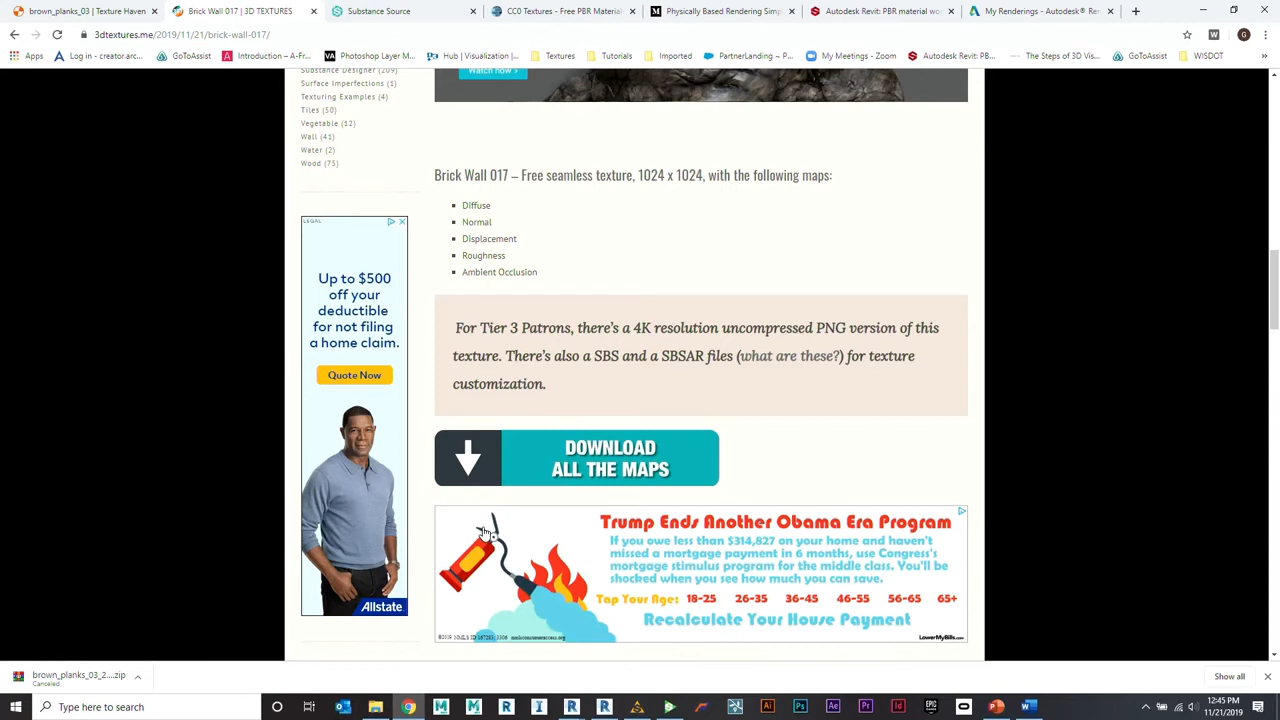 brown_planks_03 | Texture Haven
Brick Wall 017 | 3D TEXTURES
Substance Source
CC0 Textures - Free PBR Material
Physically Based Rendering Simp
Autodesk Revit PBR material wo
My Renderings - Autodesk® Re
3dtextures.me/2019/11/21/brick-wall-017/
Apps
Log in - creator.arc...
GoToAssist
Introduction – A-Fr...
Photoshop Layer M...
Hub | Visualization |...
Textures
Tutorials
Imported
PartnerLanding ~ P...
My Meetings - Zoom
Autodesk Revit: PB...
The Steps of 3D Vis...
GoToAssist
WISDOT
Substance Designer (209)
Surface Imperfections (1)
Texturing Examples (4)
Tiles (50)
Vegetable (12)
Wall (41)
Water (2)
Wood (75)
Watch now >
Brick Wall 017 – Free seamless texture, 1024 x 1024, with the following maps:
Diffuse
Normal
Displacement
Roughness
Ambient Occlusion
For Tier 3 Patrons, there's a 4K resolution uncompressed PNG version of this
texture. There's also a SBS and a SBSAR files (what are these?) for texture
customization.
DOWNLOAD
ALL THE MAPS
LEGAL
Up to $500
off your
deductible
for not filing
a home claim.
Quote Now
Allstate
Trump Ends Another Obama Era Program
If you owe less than $314,827 on your home and haven't
missed a mortgage payment in 6 months, use Congress's
mortgage stimulus program for the middle class. You'll be
shocked when you see how much you can save.
Tap Your Age: 18-25 26-35 36-45 46-55 56-65 65+
Recalculate Your House Payment
LowerMyBills.com
brown_planks_03_2....zip
Canceled
Show all
Type here to search
12:45 PM
11/21/2019